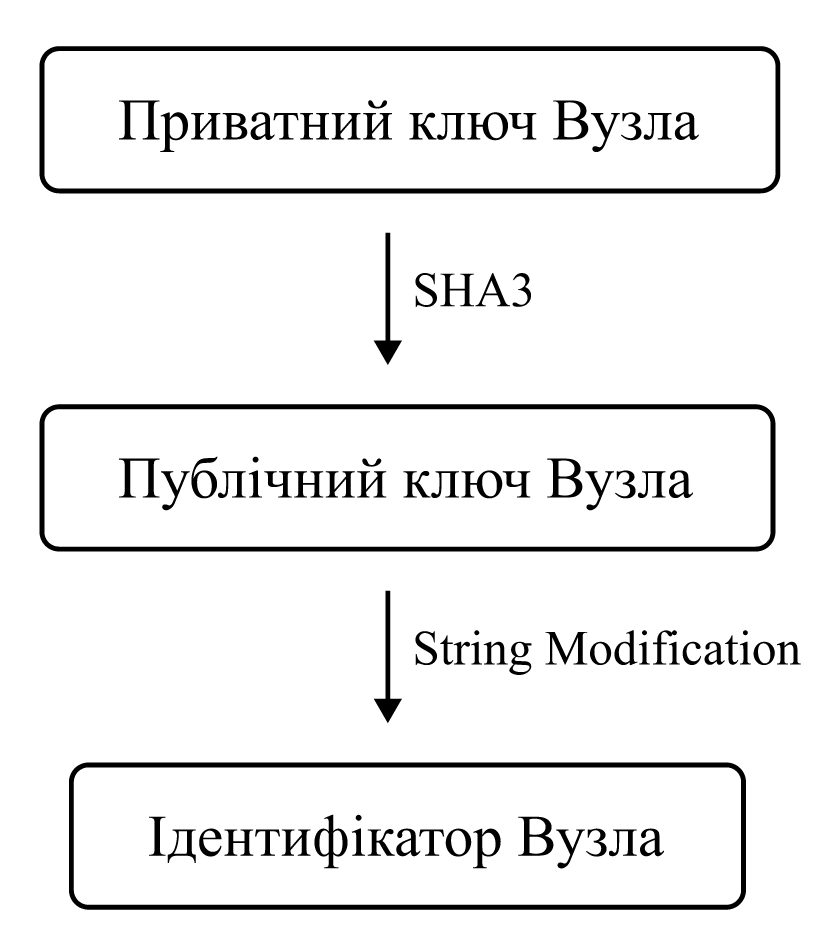 Приватний ключ Вузла
SHA3
Публічний ключ Вузла
String Modification
Ідентифікатор Вузла